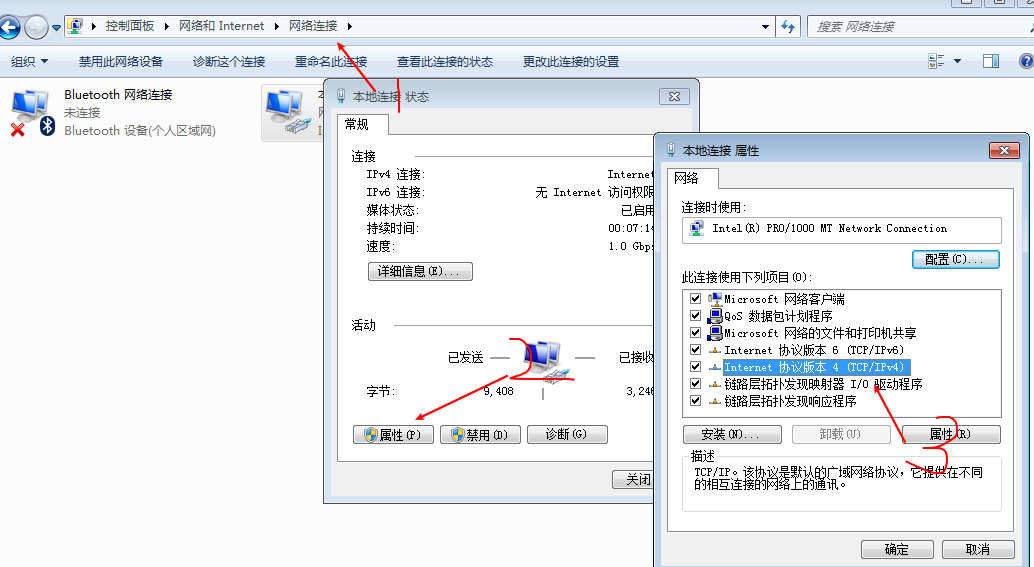 控制面板 网络和 Internet 网络连接
搜索 网络连接
组织 禁用此网络设备 诊断这个连接 重命名此连接 查看此连接的状态 更改此连接的设置
Bluetooth 网络连接
未连接
Bluetooth 设备(个人区域网)
本地连接 状态
常规
连接
IPv4 连接: Internet
IPv6 连接: 无 Internet 访问权限
媒体状态: 已启用
持续时间: 00:07:14
速度: 1.0 Gbps
详细信息(E)...
活动
已发送 已接收
字节: 9,408 3,246
属性(P) 禁用(D) 诊断(G)
关闭
本地连接 属性
网络
连接时使用:
Intel(R) PRO/1000 MT Network Connection
配置(C)...
此连接使用下列项目(O):
Microsoft 网络客户端
QoS 数据包计划程序
Microsoft 网络的文件和打印机共享
Internet 协议版本 6 (TCP/IPv6)
Internet 协议版本 4 (TCP/IPv4)
链路层拓扑发现映射器 I/O 驱动程序
链路层拓扑发现响应程序
安装(N)... 卸载(U) 属性(R)
描述
TCP/IP。该协议是默认的广域网络协议，它提供在不同
的相互连接的网络上的通讯。
确定 取消
1
2
3